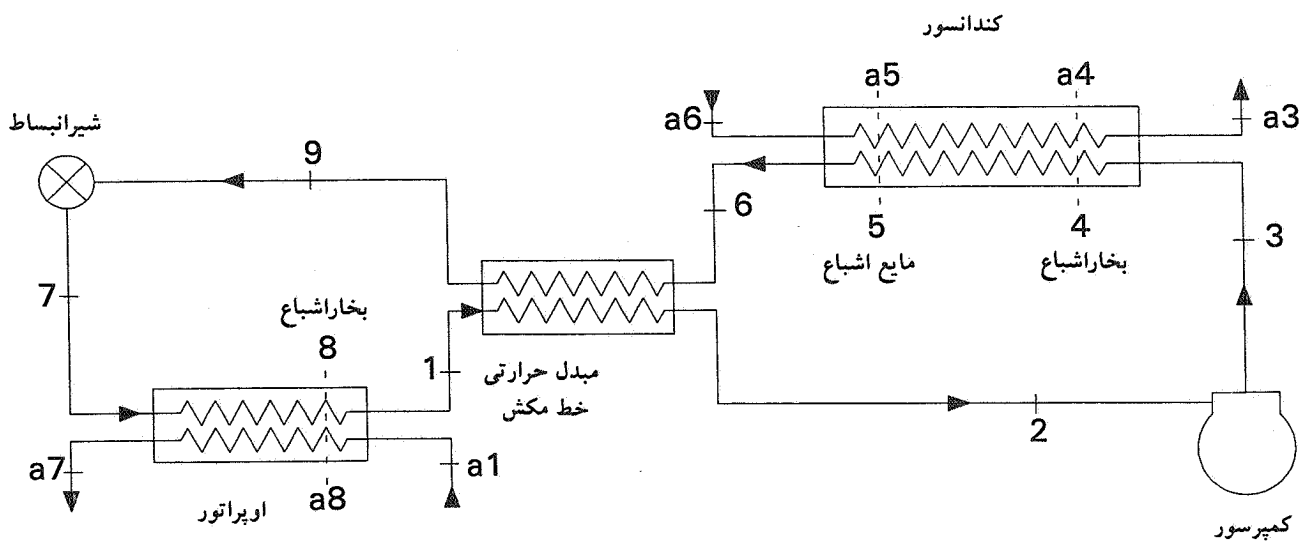 کندانسور
a5
a4
a6
a3
شیرانبساط
9
6
5
4
3
مایع اشباع
بخاراشباع
7
بخاراشباع
8
1
مبدل حرارتی
خط مکش
2
a7
a1
a8
اوپراتور
کمپرسور